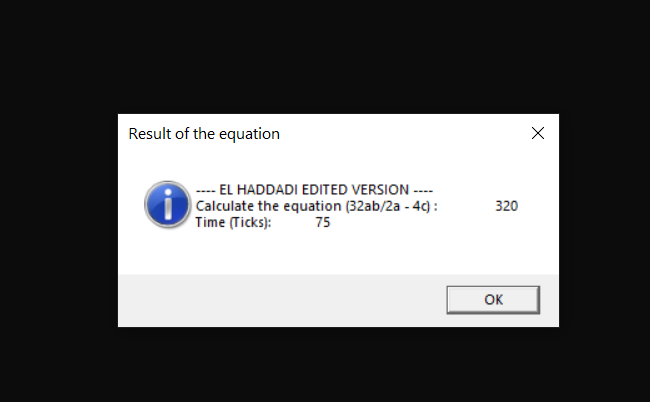 Result of the equation
---- EL HADDADI EDITED VERSION ----
Calculate the equation (32ab/2a - 4c) : 320
Time (Ticks): 75
OK